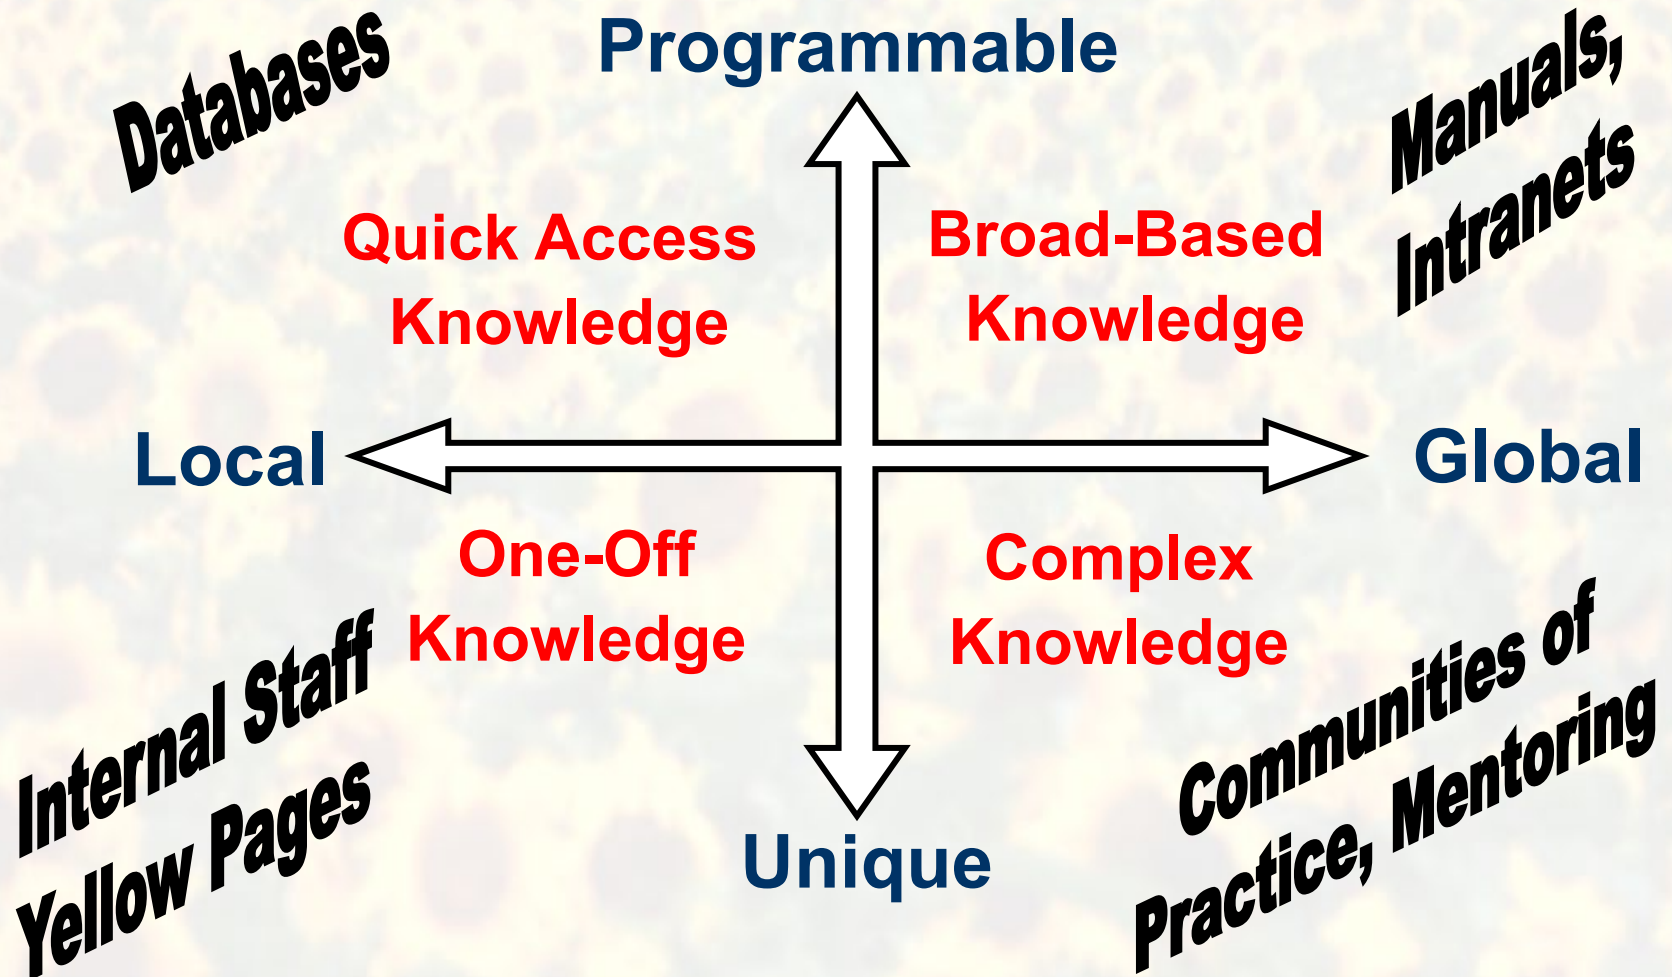 Programmable
Databases
Manuals,
Intranets
Quick Access
Knowledge
Broad-Based
Knowledge
Local
Global
One-Off
Knowledge
Complex
Knowledge
Internal Staff
Yellow Pages
Communities of
Practice, Mentoring
Unique